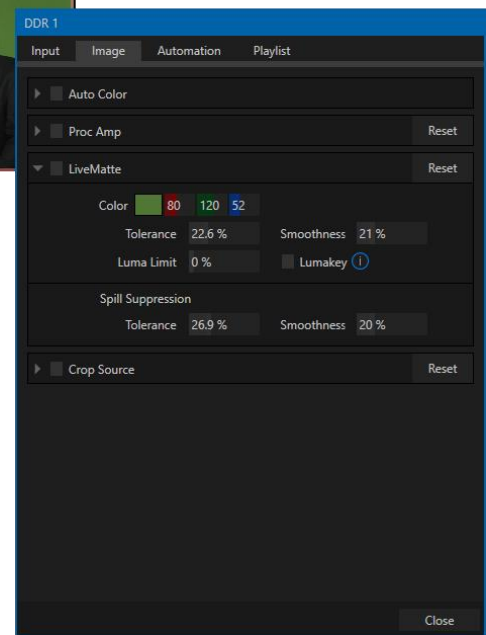 DDR 1
Input Image Automation Playlist
Auto Color
Proc Amp Reset
LiveMatte Reset
Color 80 120 52
Tolerance 22.6 % Smoothness 21 %
Luma Limit 0 % Lumakey i
Spill Suppression
Tolerance 26.9 % Smoothness 20 %
Crop Source Reset
Close